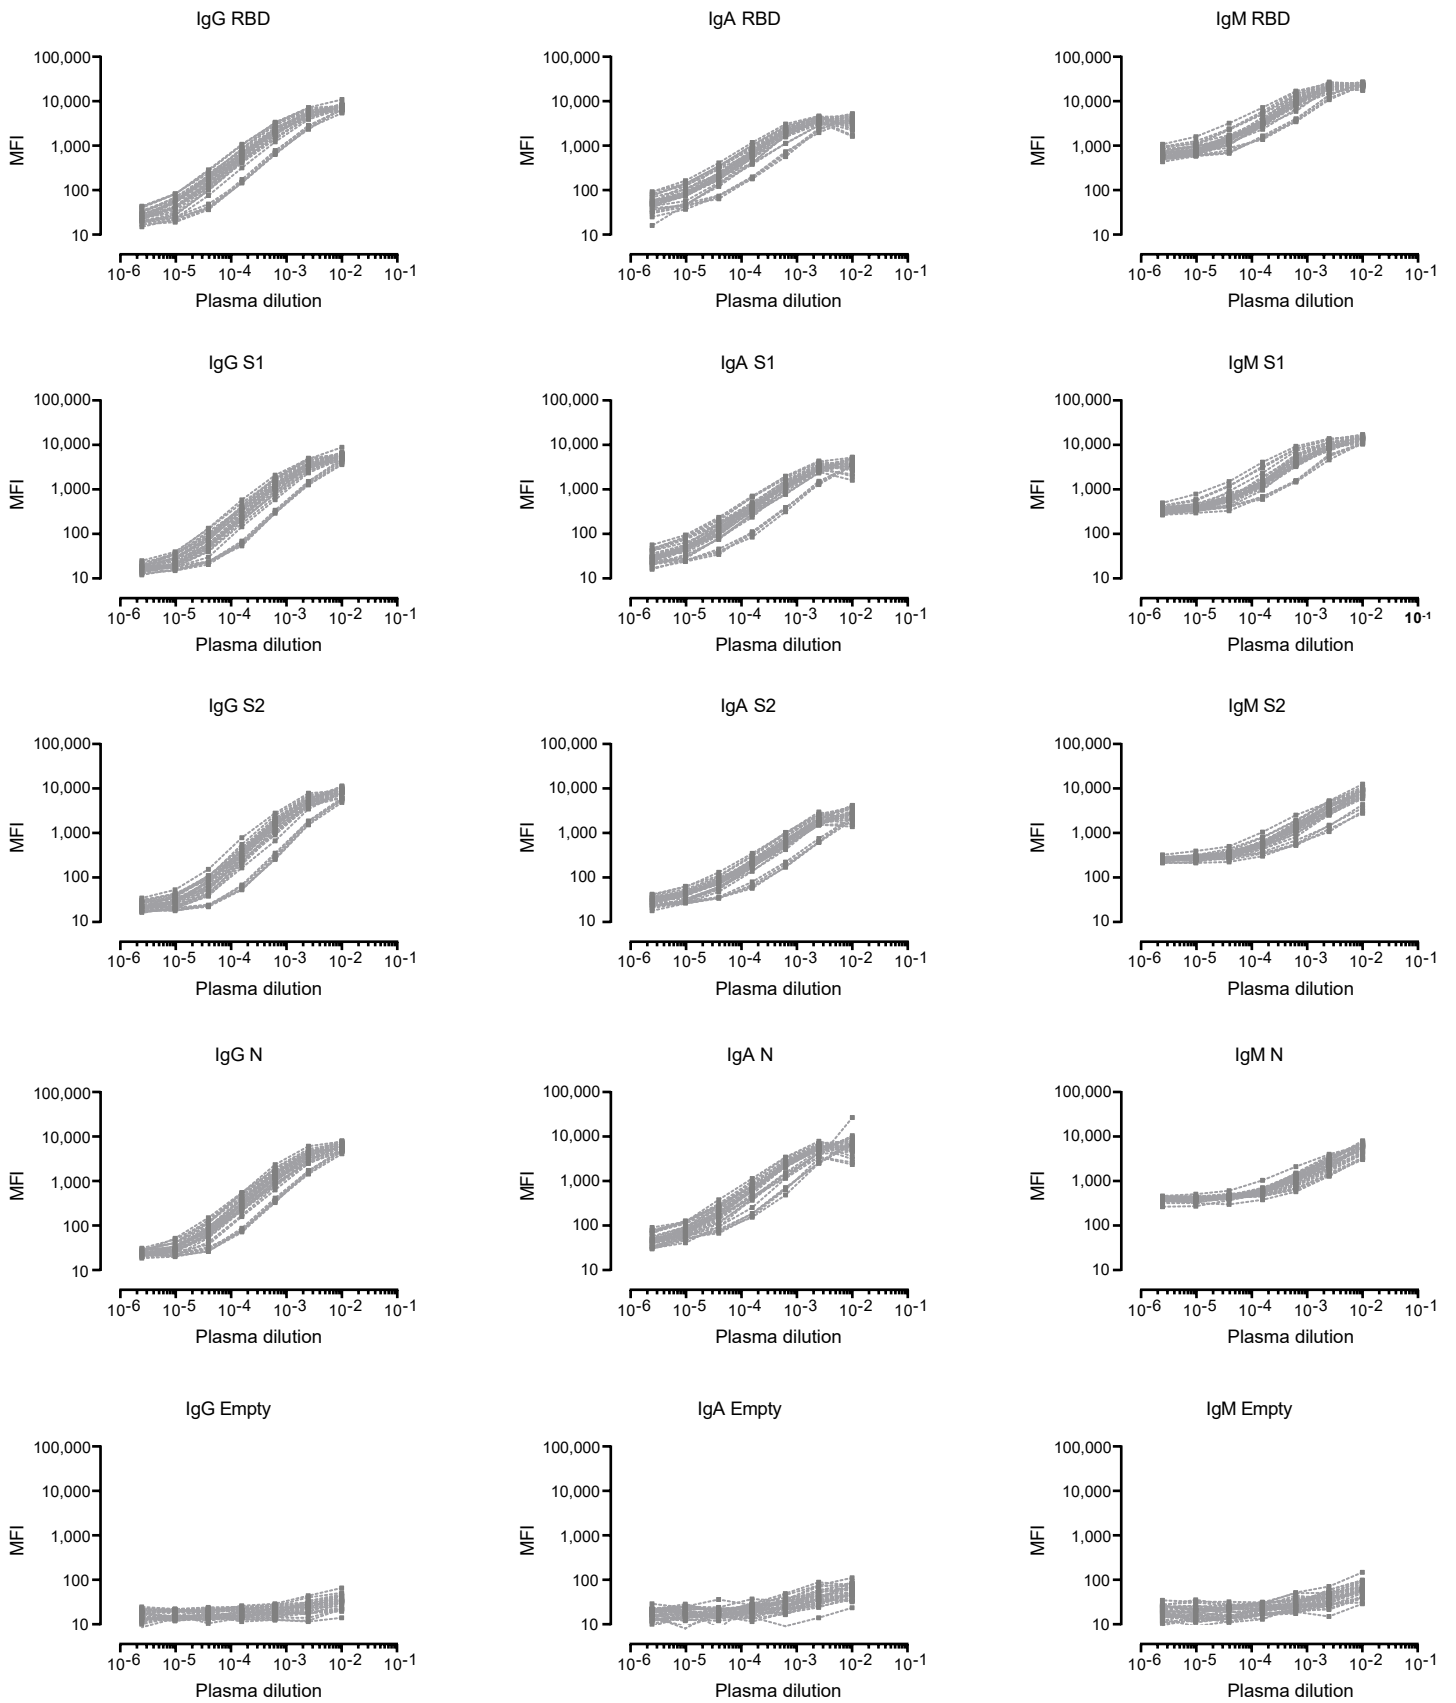 IgG RBD
IgA RBD
IgM RBD
100,000
10,000
1,000
100
10
MFI
10-6 10-5 10-4 10-3 10-2 10-1
Plasma dilution
100,000
10,000
1,000
100
10
MFI
10-6 10-5 10-4 10-3 10-2 10-1
Plasma dilution
100,000
10,000
1,000
100
10
MFI
10-6 10-5 10-4 10-3 10-2 10-1
Plasma dilution
IgG S1
IgA S1
IgM S1
100,000
10,000
1,000
100
10
MFI
10-6 10-5 10-4 10-3 10-2 10-1
Plasma dilution
100,000
10,000
1,000
100
10
MFI
10-6 10-5 10-4 10-3 10-2 10-1
Plasma dilution
100,000
10,000
1,000
100
10
MFI
10-6 10-5 10-4 10-3 10-2 10-1
Plasma dilution
IgG S2
IgA S2
IgM S2
100,000
10,000
1,000
100
10
MFI
10-6 10-5 10-4 10-3 10-2 10-1
Plasma dilution
100,000
10,000
1,000
100
10
MFI
10-6 10-5 10-4 10-3 10-2 10-1
Plasma dilution
100,000
10,000
1,000
100
10
MFI
10-6 10-5 10-4 10-3 10-2 10-1
Plasma dilution
IgG N
IgA N
IgM N
100,000
10,000
1,000
100
10
MFI
10-6 10-5 10-4 10-3 10-2 10-1
Plasma dilution
100,000
10,000
1,000
100
10
MFI
10-6 10-5 10-4 10-3 10-2 10-1
Plasma dilution
100,000
10,000
1,000
100
10
MFI
10-6 10-5 10-4 10-3 10-2 10-1
Plasma dilution
IgG Empty
IgA Empty
IgM Empty
100,000
10,000
1,000
100
10
MFI
10-6 10-5 10-4 10-3 10-2 10-1
Plasma dilution
100,000
10,000
1,000
100
10
MFI
10-6 10-5 10-4 10-3 10-2 10-1
Plasma dilution
100,000
10,000
1,000
100
10
MFI
10-6 10-5 10-4 10-3 10-2 10-1
Plasma dilution